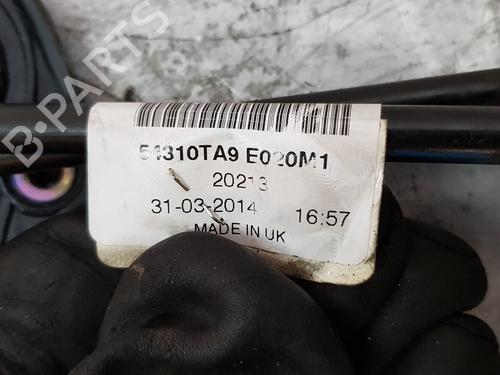 B-PARTS
54310TA9 E020M1
20213
31-03-2014 16:57
MADE IN UK